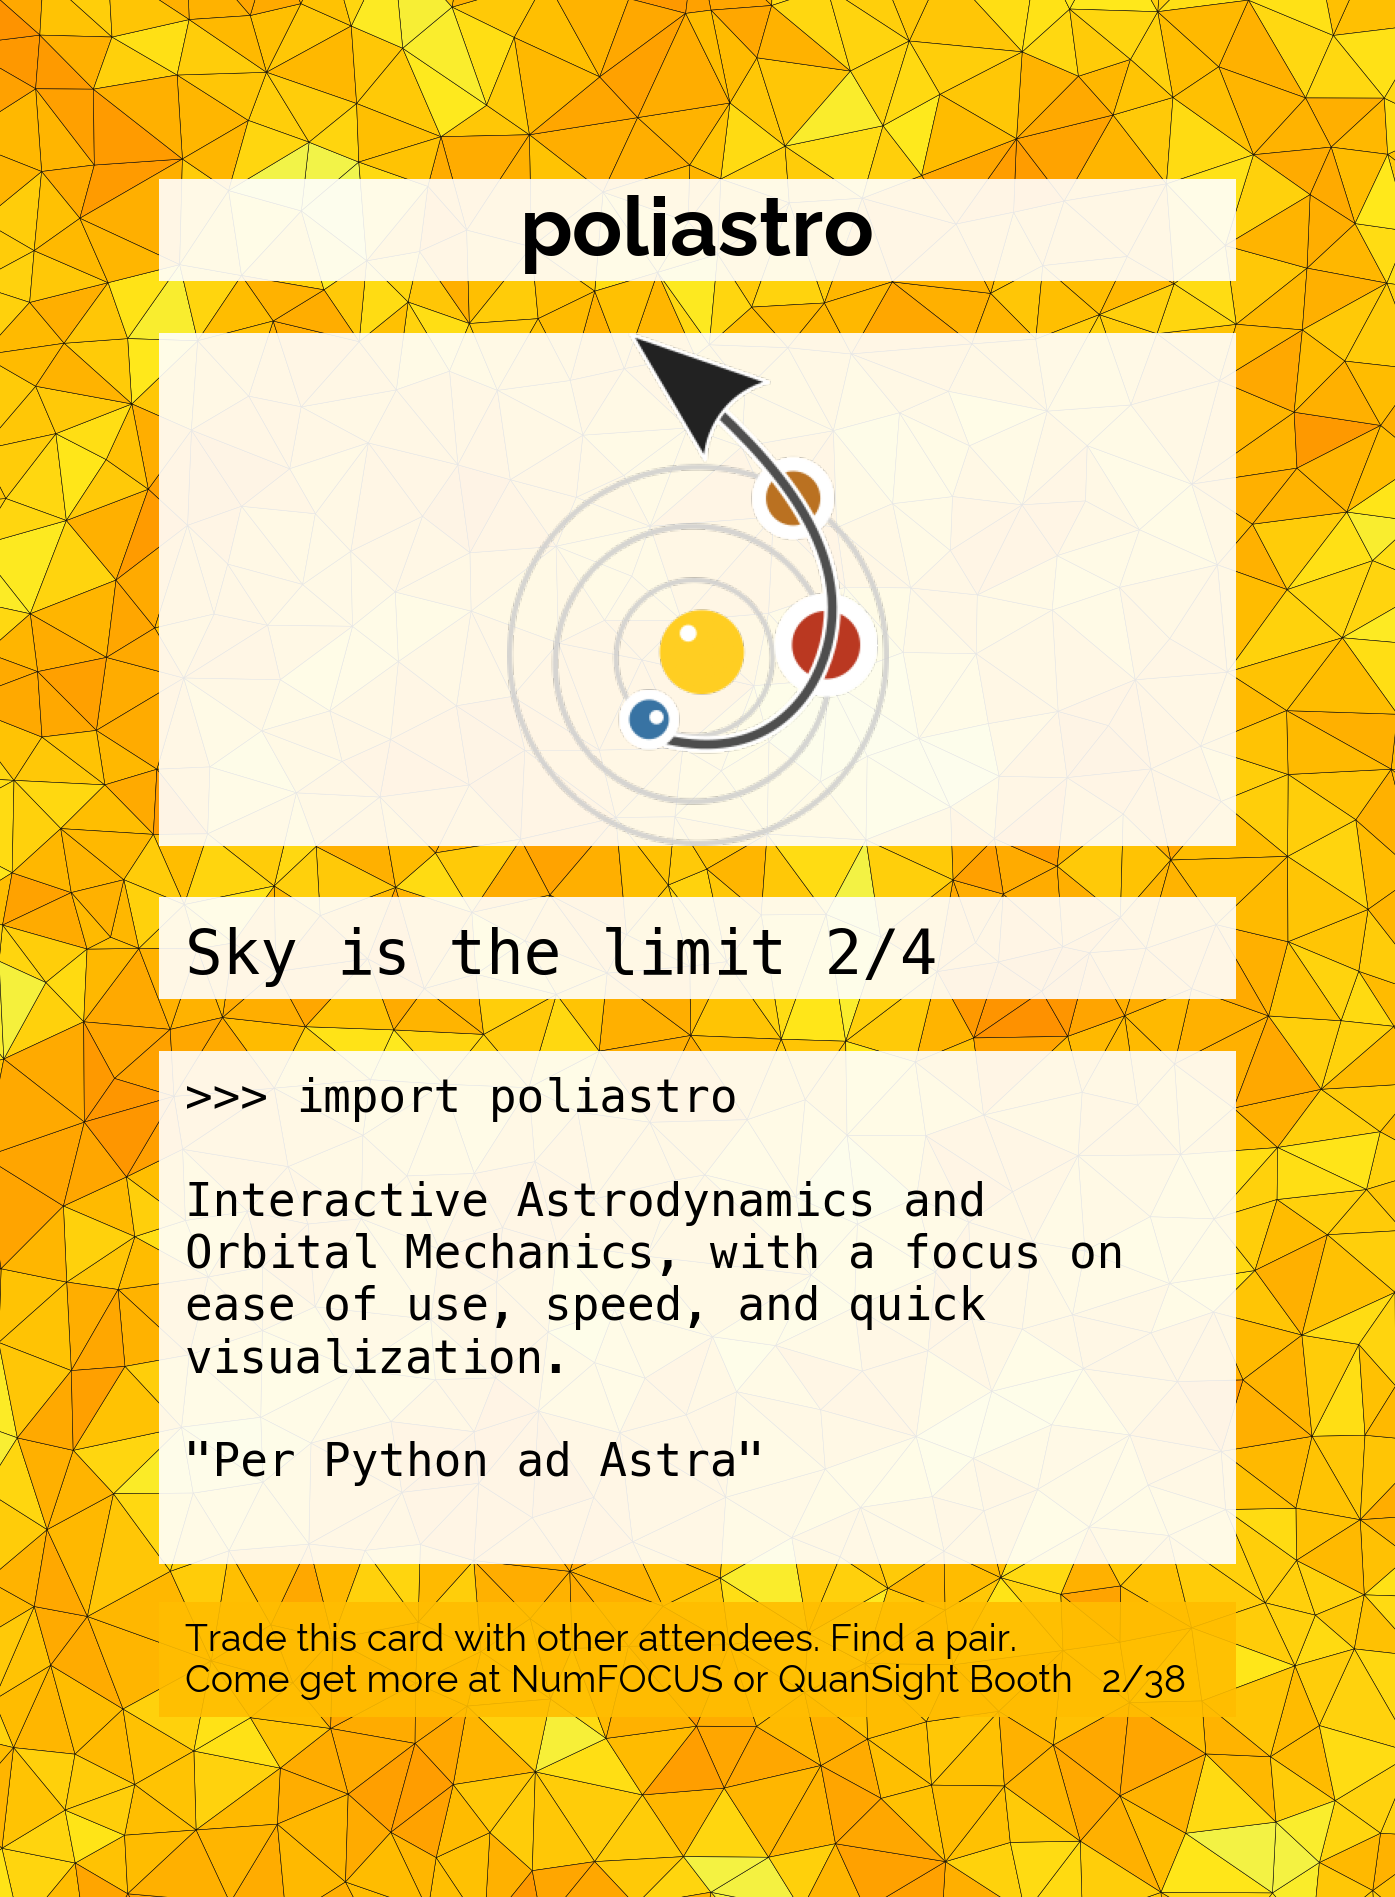 poliastro
Sky is the limit 2/4
>>> import poliastro
Interactive Astrodynamics and
Orbital Mechanics, with a focus on
ease of use, speed, and quick
visualization.
"Per Python ad Astra"
Trade this card with other attendees. Find a pair.
Come get more at NumFOCUS or QuanSight Booth 2/38